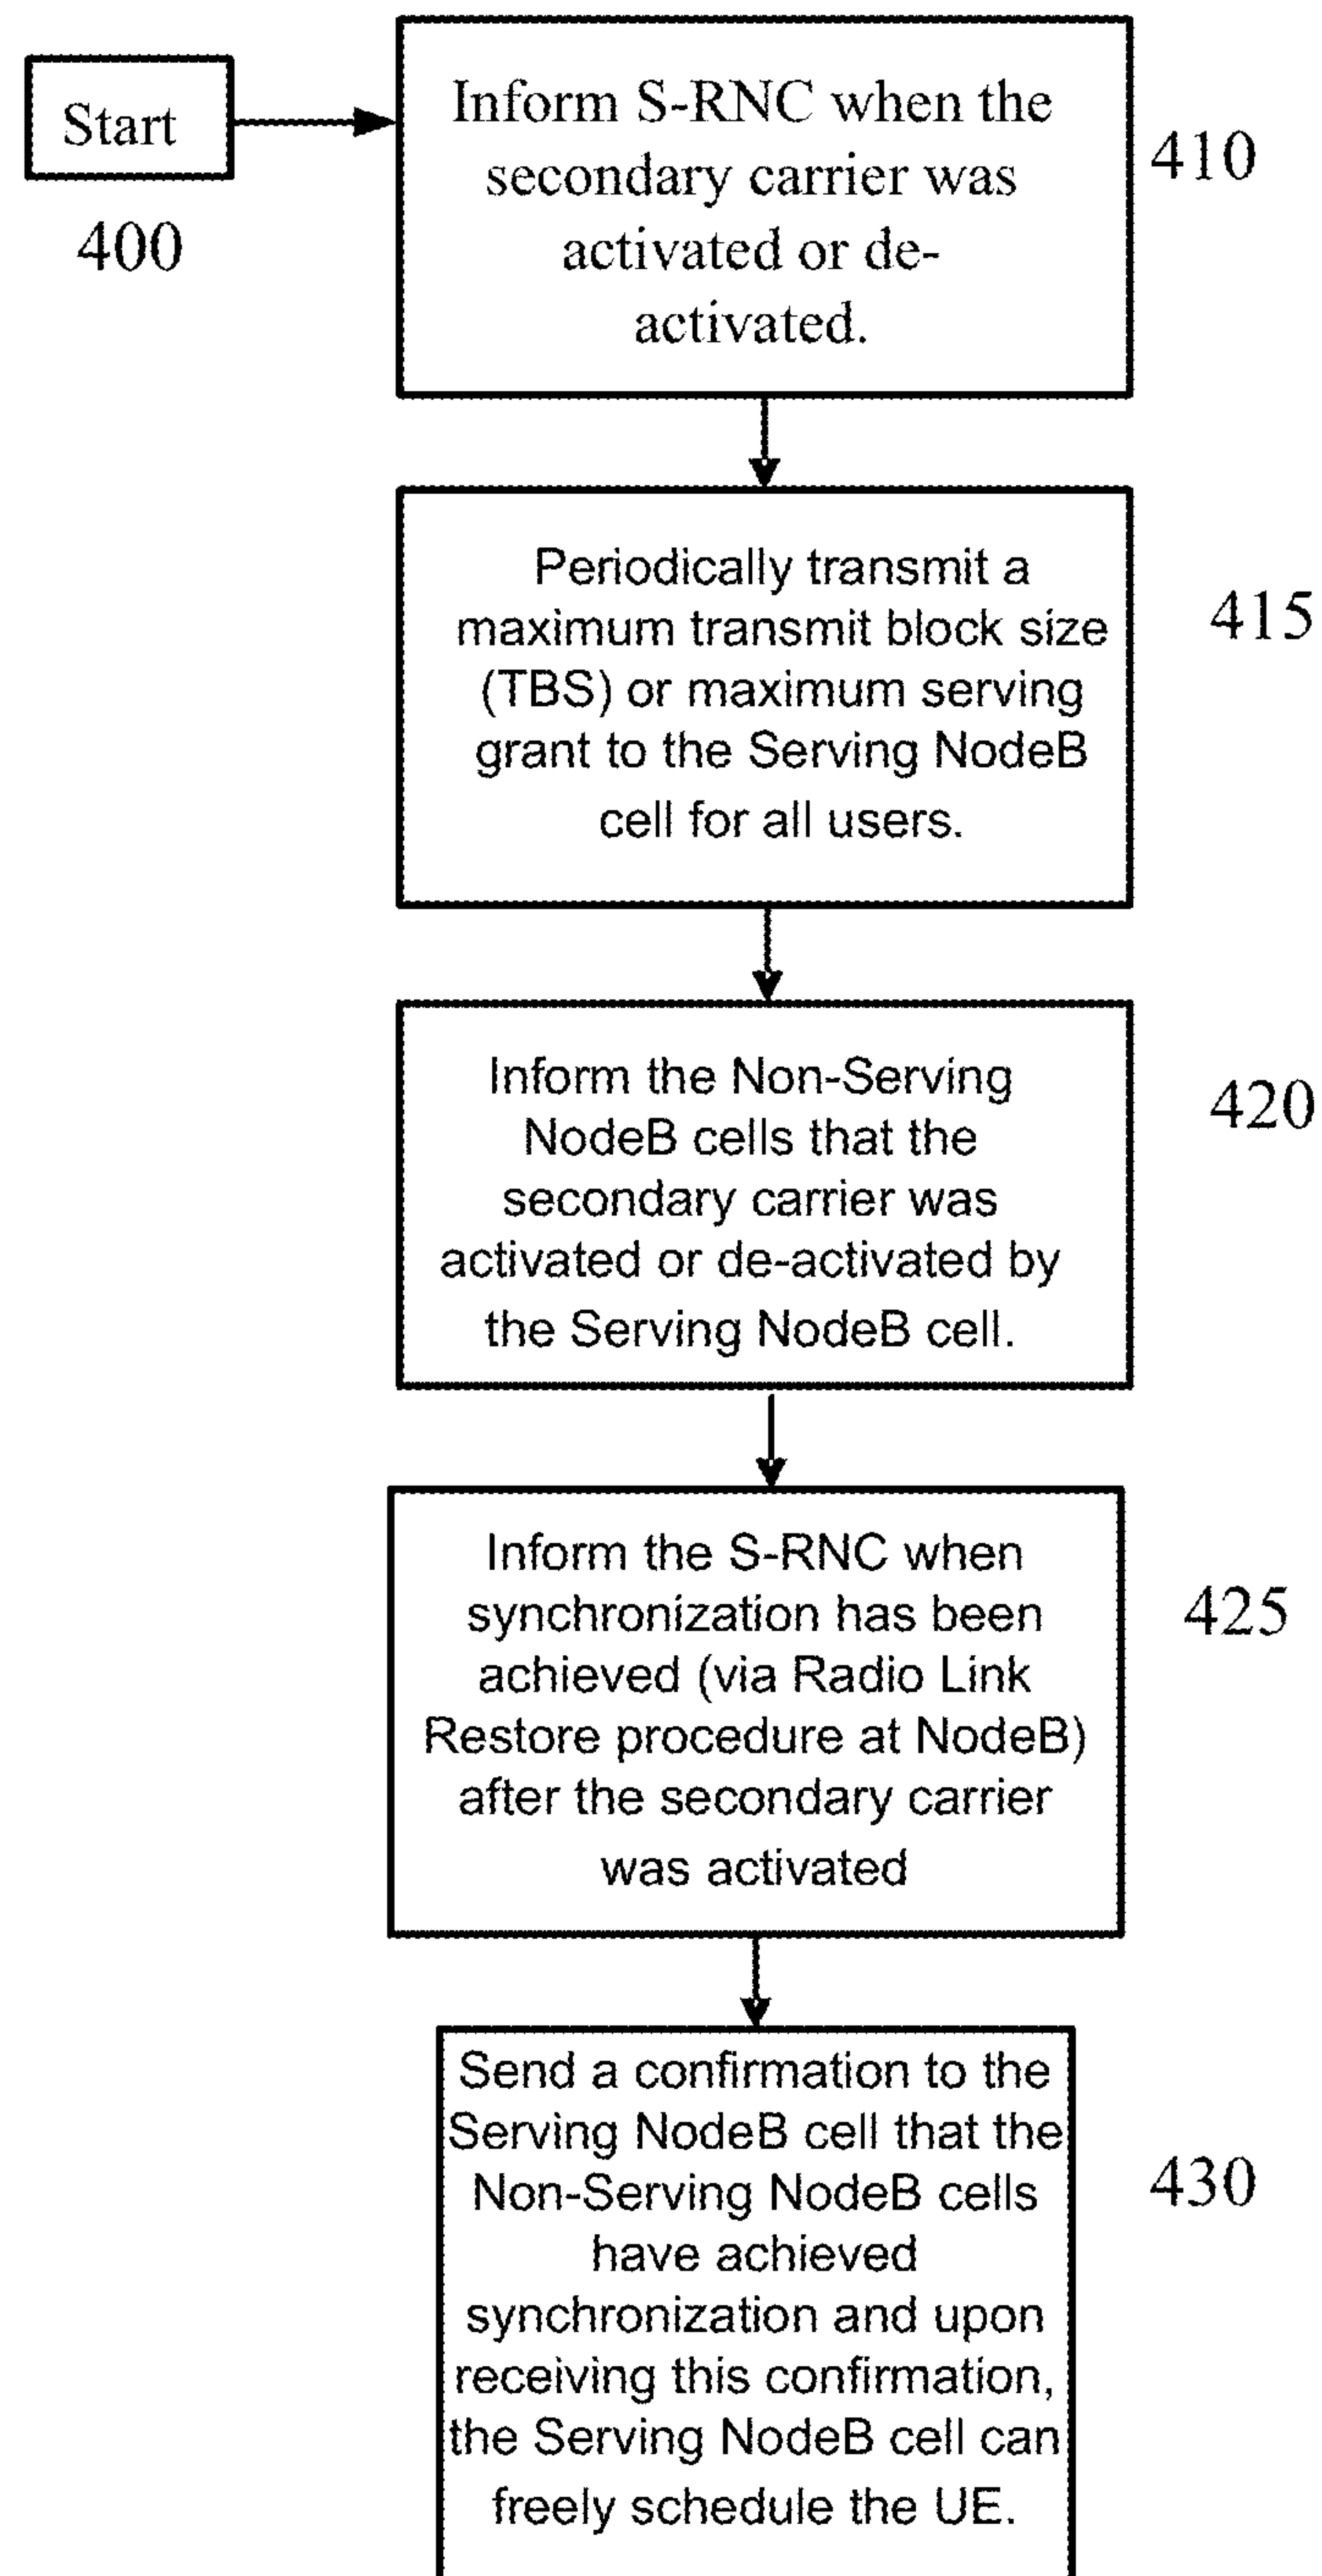 Start
400
Inform S-RNC when the
secondary carrier was
activated or de-
activated.
410
Periodically transmit a
maximum transmit block size
(TBS) or maximum serving
grant to the Serving NodeB
cell for all users.
415
Inform the Non-Serving
NodeB cells that the
secondary carrier was
activated or de-activated by
the Serving NodeB cell.
420
Inform the S-RNC when
synchronization has been
achieved (via Radio Link
Restore procedure at NodeB)
after the secondary carrier
was activated
425
Send a confirmation to the
Serving NodeB cell that the
Non-Serving NodeB cells
have achieved
synchronization and upon
receiving this confirmation,
the Serving NodeB cell can
freely schedule the UE.
430